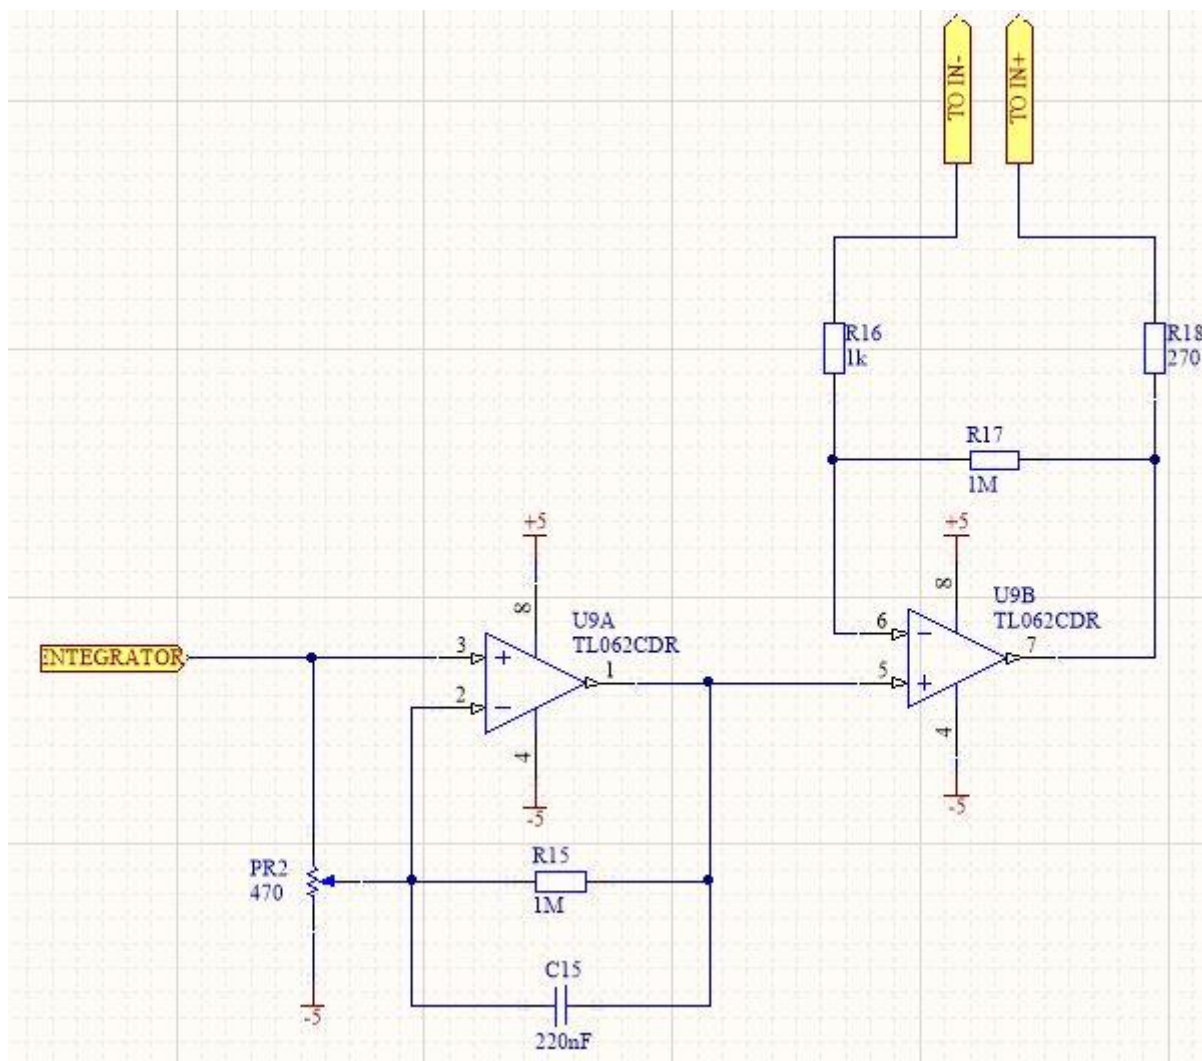 TO IN-
TO IN+
R16
1k
R18
270
R17
1M
+5
8
U9B
TL062CDR
6
7
5
4
-5
+5
8
U9A
TL062CDR
INTEGRATOR
3
1
2
4
-5
PR2
470
R15
1M
-5
C15
220nF